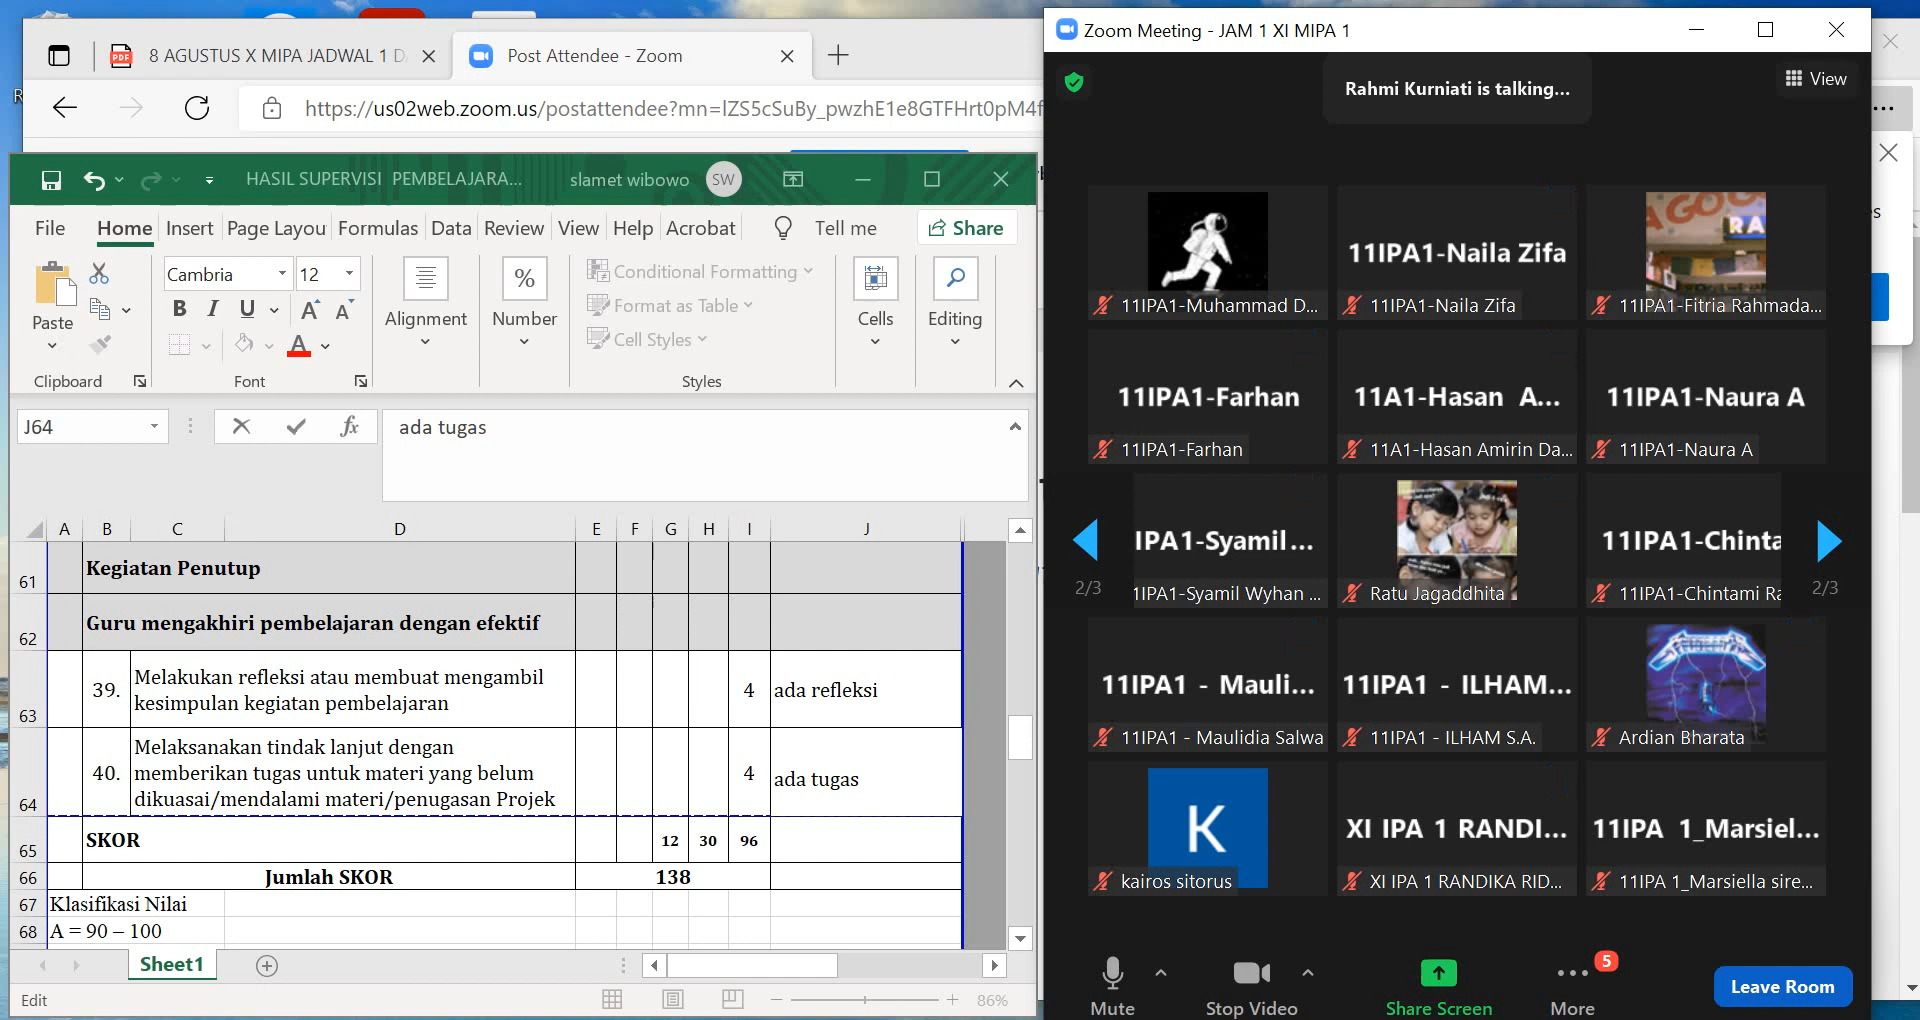 8 AGUSTUS X MIPA JADWAL 1 D
Post Attendee - Zoom
https://us02web.zoom.us/postattendee?mn=IZS5cSuBy_pwzhE1e8GTFHrt0pM4f
HASIL SUPERVISI PEMBELAJARA...
slamet wibowo
SW
File
Home
Insert
Page Layou
Formulas
Data
Review
View
Help
Acrobat
Tell me
Share
Paste
Clipboard
Cambria
12
B I U A A
A
Font
Alignment
%
Number
Conditional Formatting
Format as Table
Cell Styles
Styles
Cells
Editing
J64
fx
ada tugas
A B C D E F G H I J
61 Kegiatan Penutup
62 Guru mengakhiri pembelajaran dengan efektif
63 39. Melakukan refleksi atau membuat mengambil
kesimpulan kegiatan pembelajaran 4 ada refleksi
64 40. Melaksanakan tindak lanjut dengan
memberikan tugas untuk materi yang belum
dikuasai/mendalami materi/penugasan Projek 4 ada tugas
65 SKOR 12 30 96
66 Jumlah SKOR 138
67 Klasifikasi Nilai
68 A = 90 – 100
Sheet1
Edit
86%
Zoom Meeting - JAM 1 XI MIPA 1
Rahmi Kurniati is talking...
View
11IPA1-Muhammad D...
11IPA1-Naila Zifa
11IPA1-Naila Zifa
AGOG
RA
11IPA1-Fitria Rahmada...
11IPA1-Farhan
11IPA1-Farhan
11A1-Hasan A...
11A1-Hasan Amirin Da...
11IPA1-Naura A
11IPA1-Naura A
2/3
IPA1-Syamil...
1IPA1-Syamil Wyhan ...
Ratu Jagaddhita
11IPA1-Chinta
11IPA1-Chintami Ra
2/3
11IPA1 - Mauli...
11IPA1 - Maulidia Salwa
11IPA1 - ILHAM...
11IPA1 - ILHAM S.A.
Ardian Bharata
K
kairos sitorus
XI IPA 1 RANDI...
XI IPA 1 RANDIKA RID...
11IPA 1_Marsiel...
11IPA 1_Marsiella sire...
Mute
Stop Video
Share Screen
5
More
Leave Room